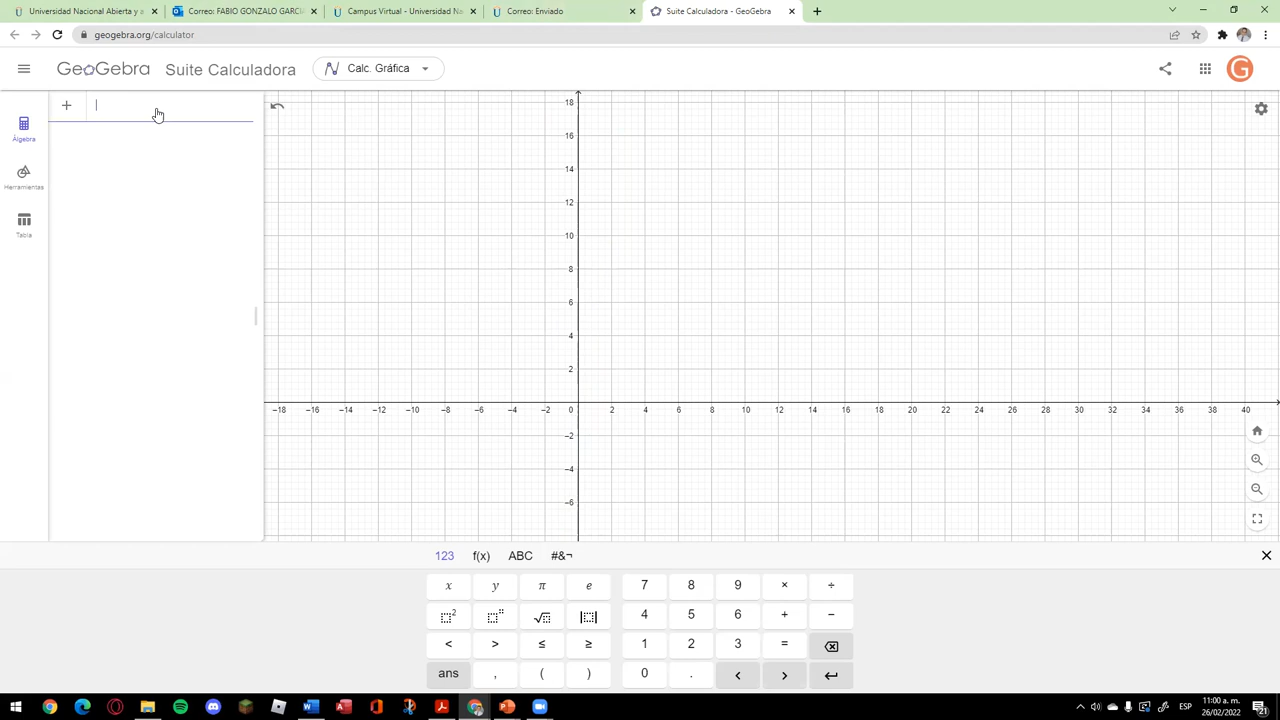 Universidad Nacional Abierta y a
Correo: FABIO GONZALO GARCI
Campus Virtual - Universidad Na
Correo: Enviado
Suite Calculadora - GeoGebra
geogebra.org/calculator
GeoGebra Suite Calculadora Calc. Gráfica G
Álgebra
Herramientas
Tabla
18
16
14
12
10
8
6
4
2
−18 −16 −14 −12 −10 −8 −6 −4 −2 0 2 4 6 8 10 12 14 16 18 20 22 24 26 28 30 32 34 36 38 40
−2
−4
−6
123 f(x) ABC #&¬
x y π e 7 8 9 × ÷
2 n √ 4 5 6 + −
< > ≤ ≥ 1 2 3 =
ans , ( ) 0 . < >
ESP 11:00 a. m.
26/02/2022 21